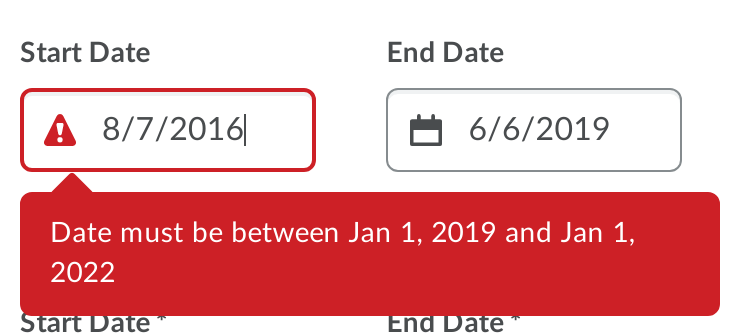 Start Date End Date
8/7/2016 6/6/2019
Date must be between Jan 1, 2019 and Jan 1,
2022
Start Date * End Date *